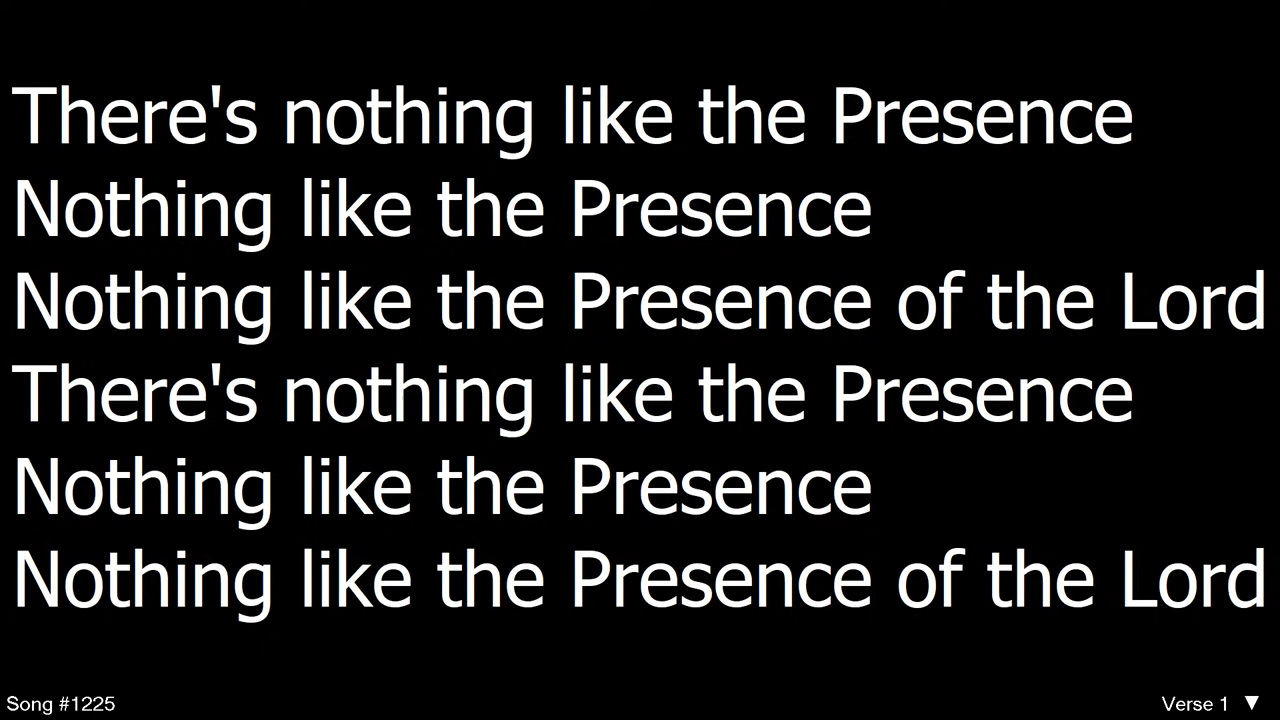 There's nothing like the Presence
Nothing like the Presence
Nothing like the Presence of the Lord
There's nothing like the Presence
Nothing like the Presence
Nothing like the Presence of the Lord
Song #1225
Verse 1 ▼